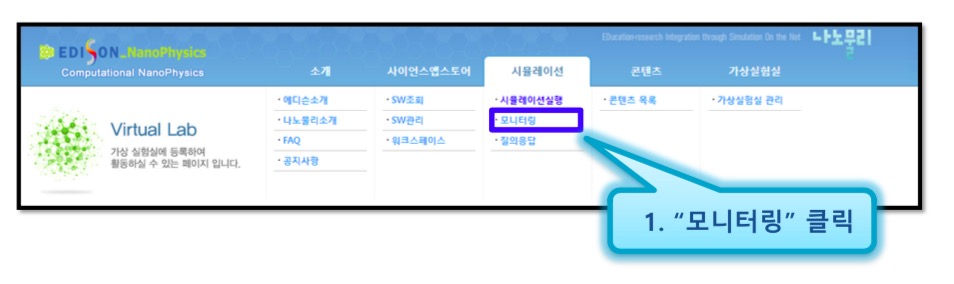 EDISON_NanoPhysics
Computational NanoPhysics
EDucation-research Integration through Simulation On the Net
나노물리
소개 사이언스앱스토어 시뮬레이션 콘텐츠 가상실험실
· 에디슨소개 · SW조회 · 시뮬레이션실행 · 콘텐츠 목록 · 가상실험실 관리
· 나노물리소개 · SW관리 · 모니터링
· FAQ · 워크스페이스 · 질의응답
· 공지사항
Virtual Lab
가상 실험실에 등록하여
활동하실 수 있는 페이지 입니다.
1. “모니터링” 클릭